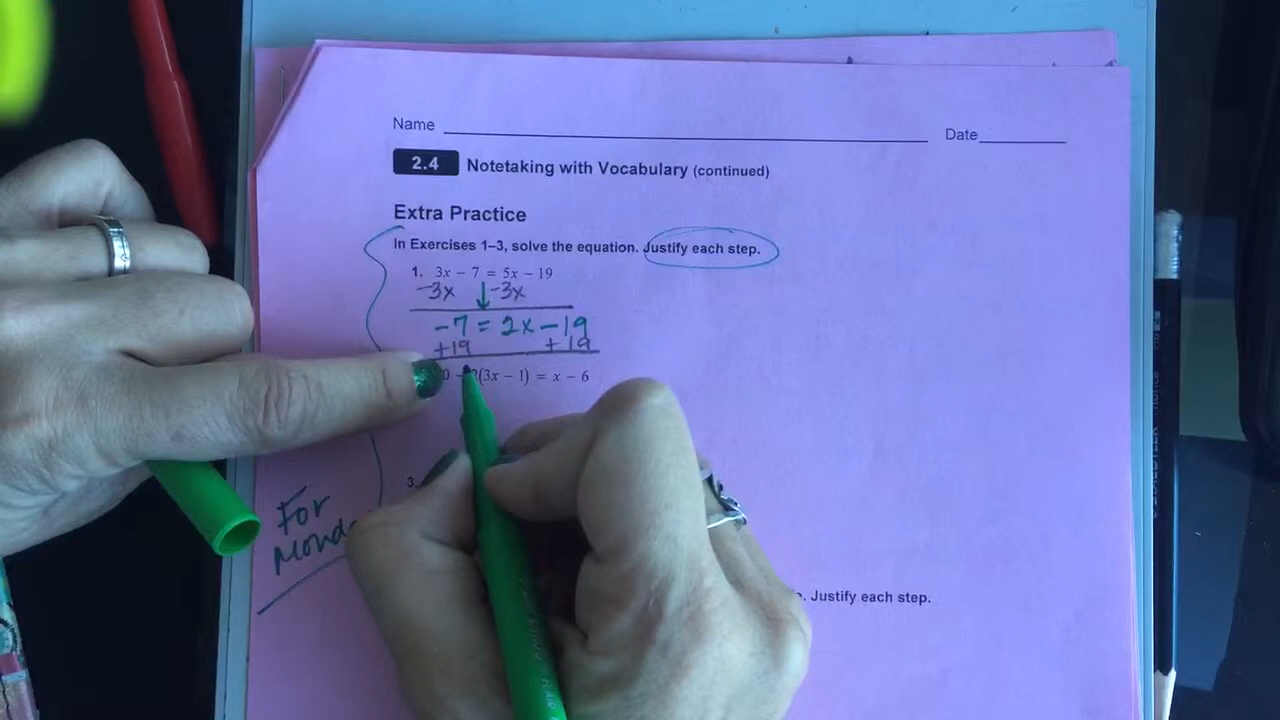 Name Date
2.4 Notetaking with Vocabulary (continued)
Extra Practice
In Exercises 1–3, solve the equation. Justify each step.
1. 3x − 7 = 5x − 19
-3x -3x
-7 = 2x -19
+19 +19
(3x − 1) = x − 6
3.
For
Justify each step.